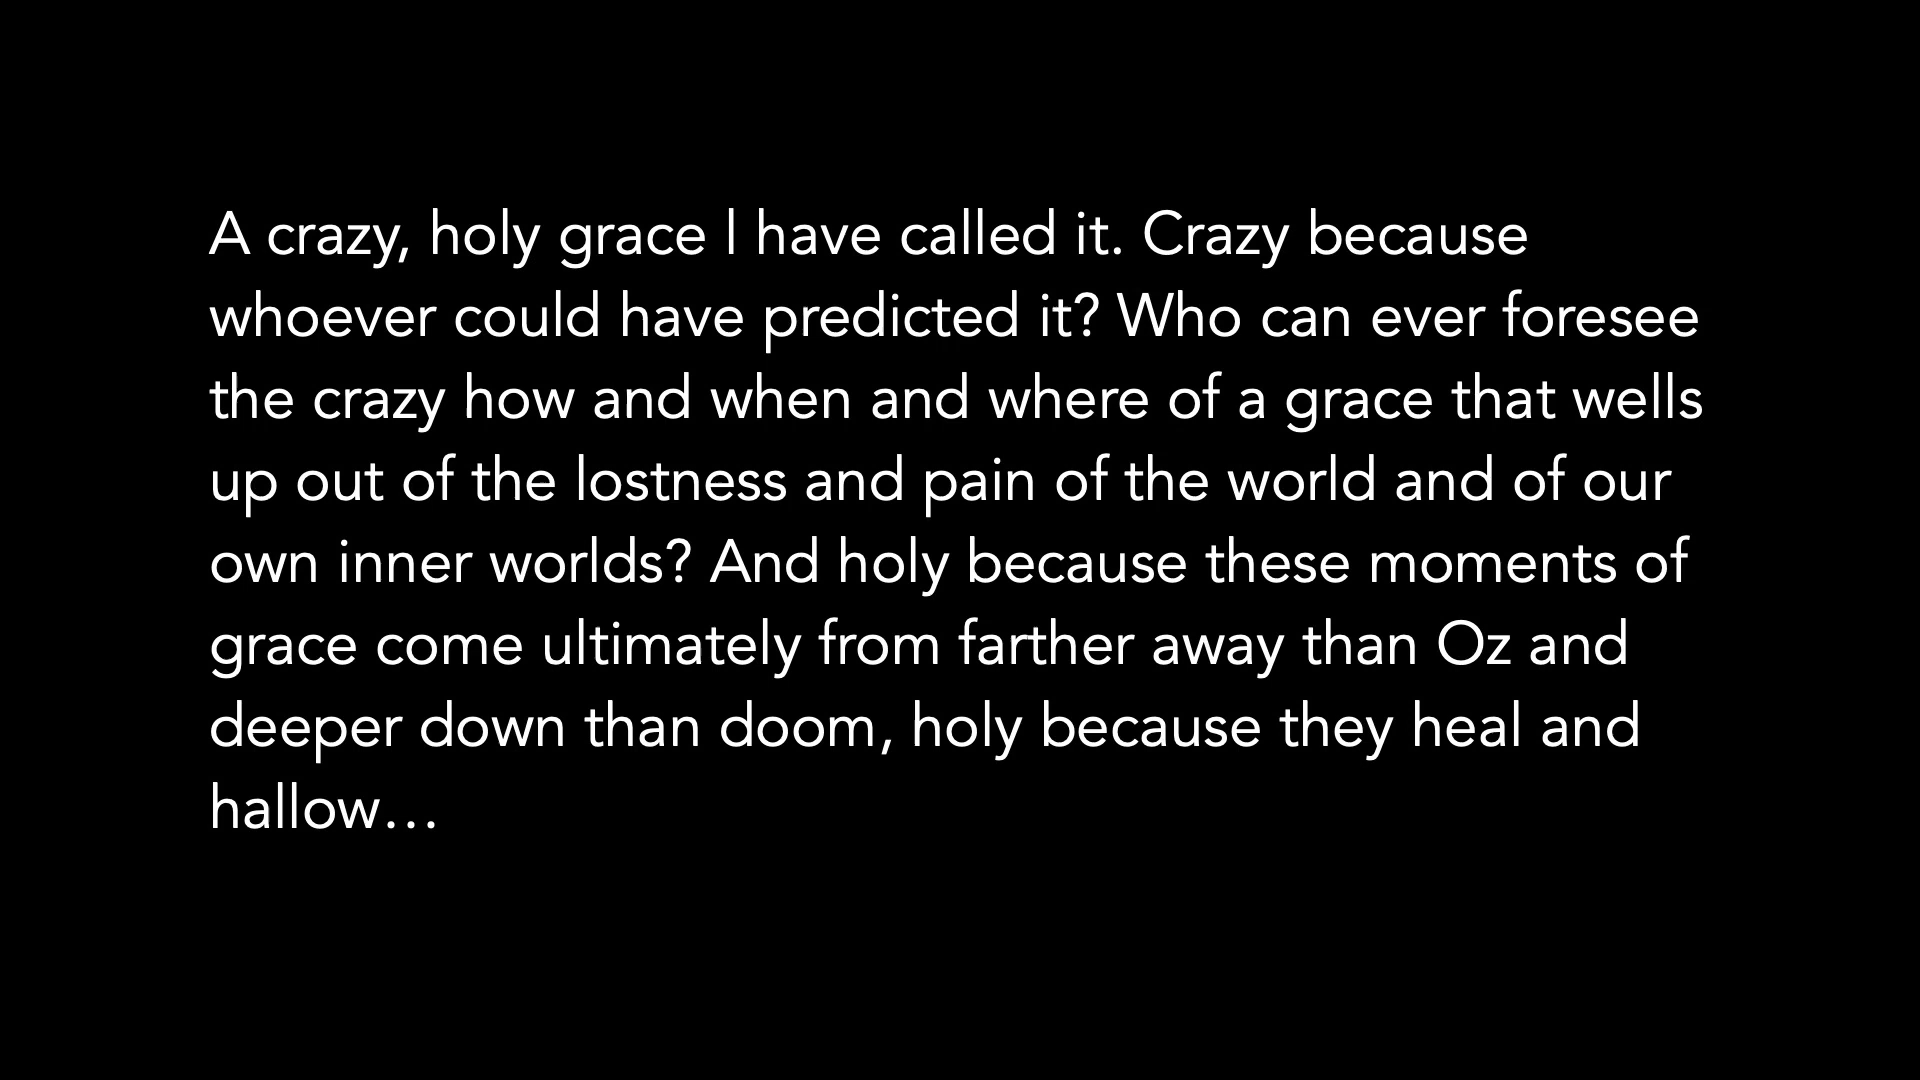 A crazy, holy grace I have called it. Crazy because
whoever could have predicted it? Who can ever foresee
the crazy how and when and where of a grace that wells
up out of the lostness and pain of the world and of our
own inner worlds? And holy because these moments of
grace come ultimately from farther away than Oz and
deeper down than doom, holy because they heal and
hallow…